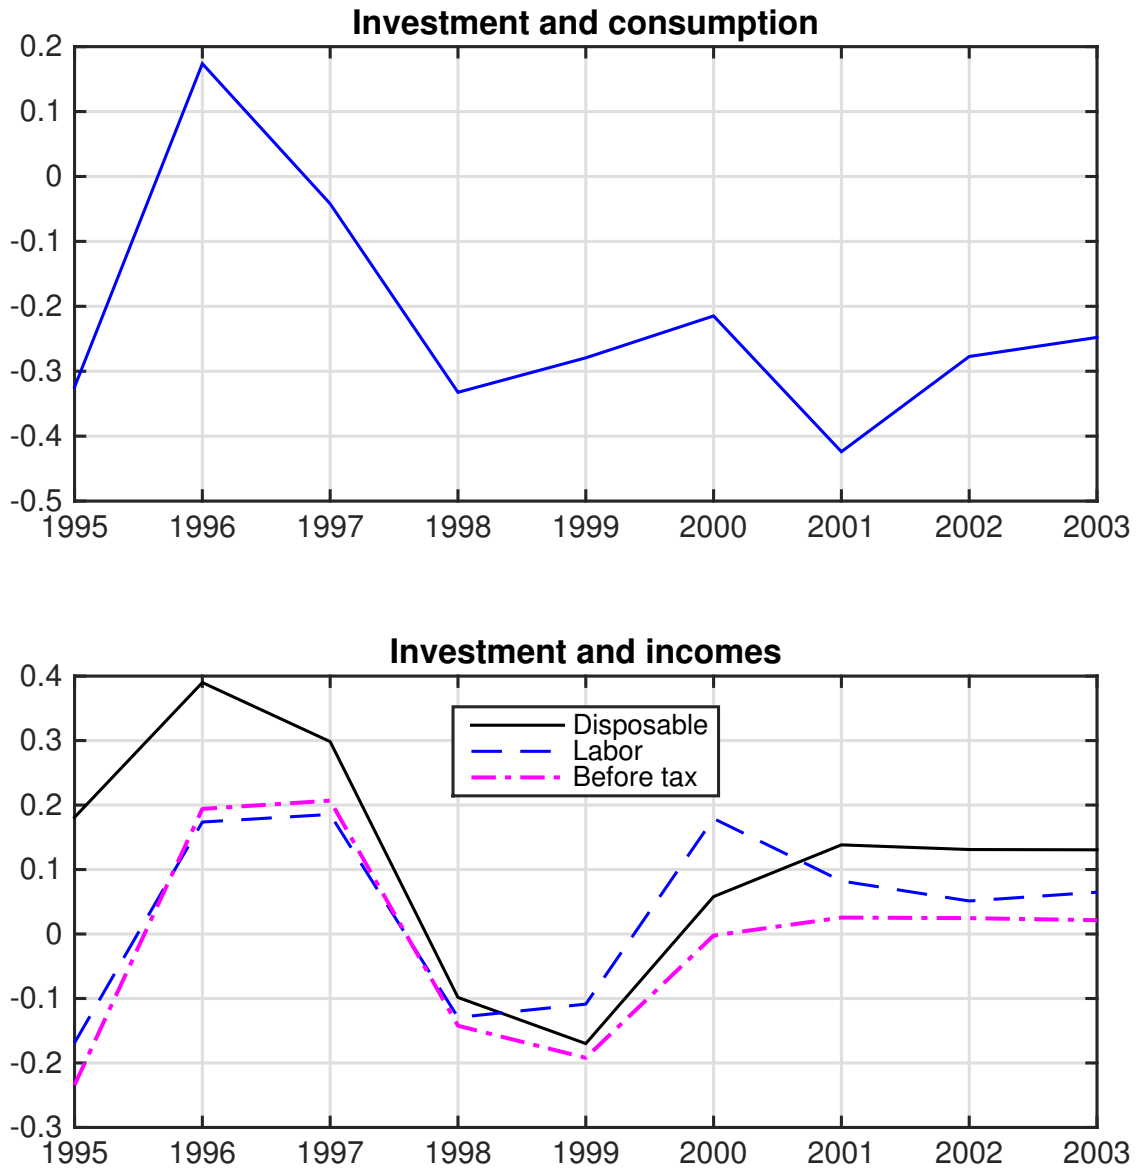 Investment and consumption
0.2
0.1
0
-0.1
-0.2
-0.3
-0.4
-0.5
1995 1996 1997 1998 1999 2000 2001 2002 2003
Investment and incomes
0.4
0.3
0.2
0.1
0
-0.1
-0.2
-0.3
Disposable
Labor
Before tax
1995 1996 1997 1998 1999 2000 2001 2002 2003